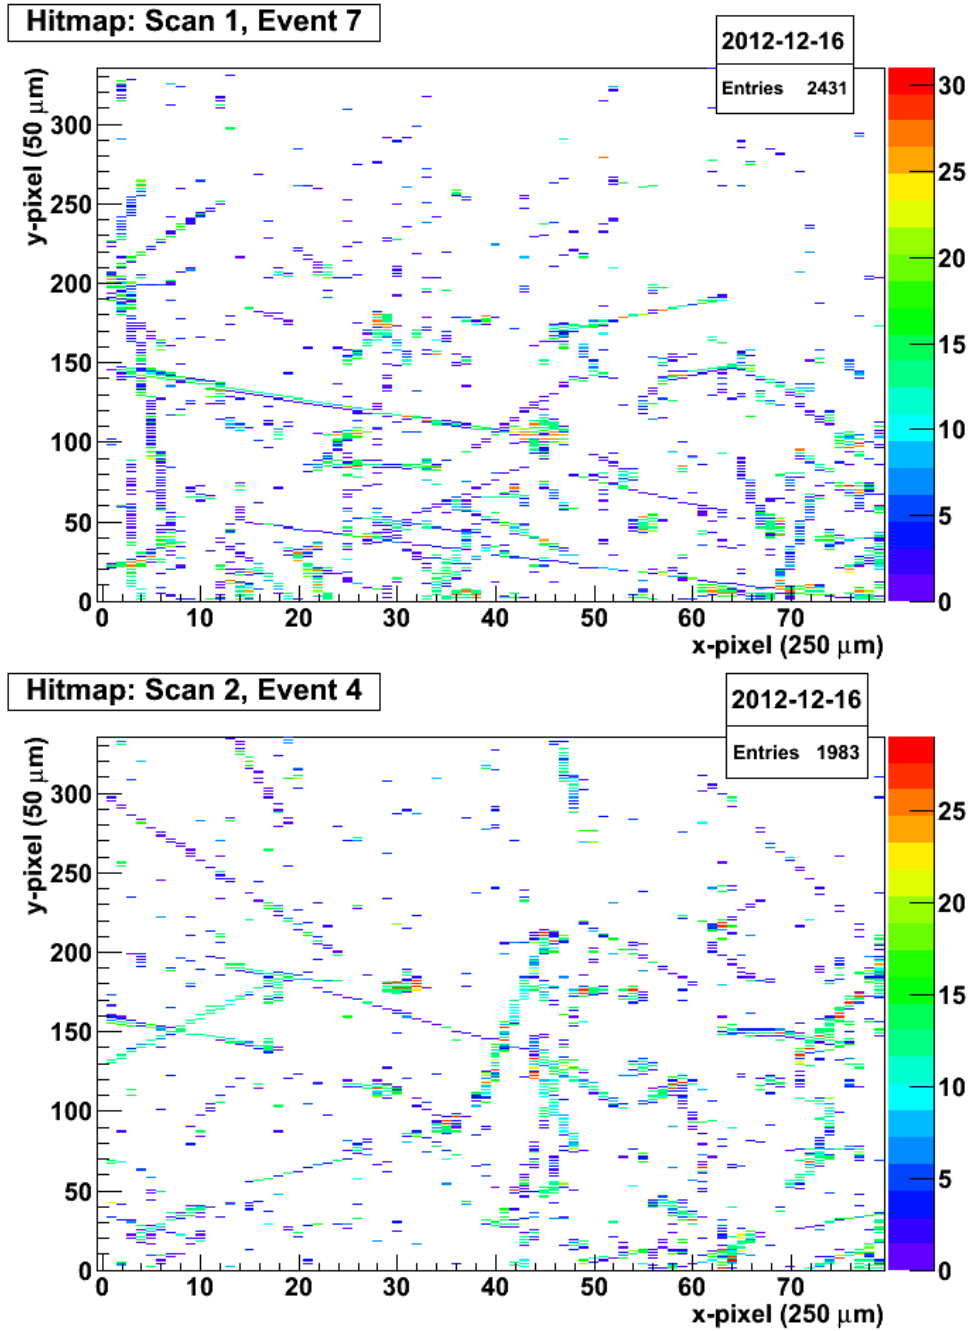 Hitmap: Scan 1, Event 7
2012-12-16
Entries 2431
y-pixel (50 μm)
300
250
200
150
100
50
0
0 10 20 30 40 50 60 70
x-pixel (250 μm)
30
25
20
15
10
5
0
Hitmap: Scan 2, Event 4
2012-12-16
Entries 1983
y-pixel (50 μm)
300
250
200
150
100
50
0
0 10 20 30 40 50 60 70
x-pixel (250 μm)
25
20
15
10
5
0